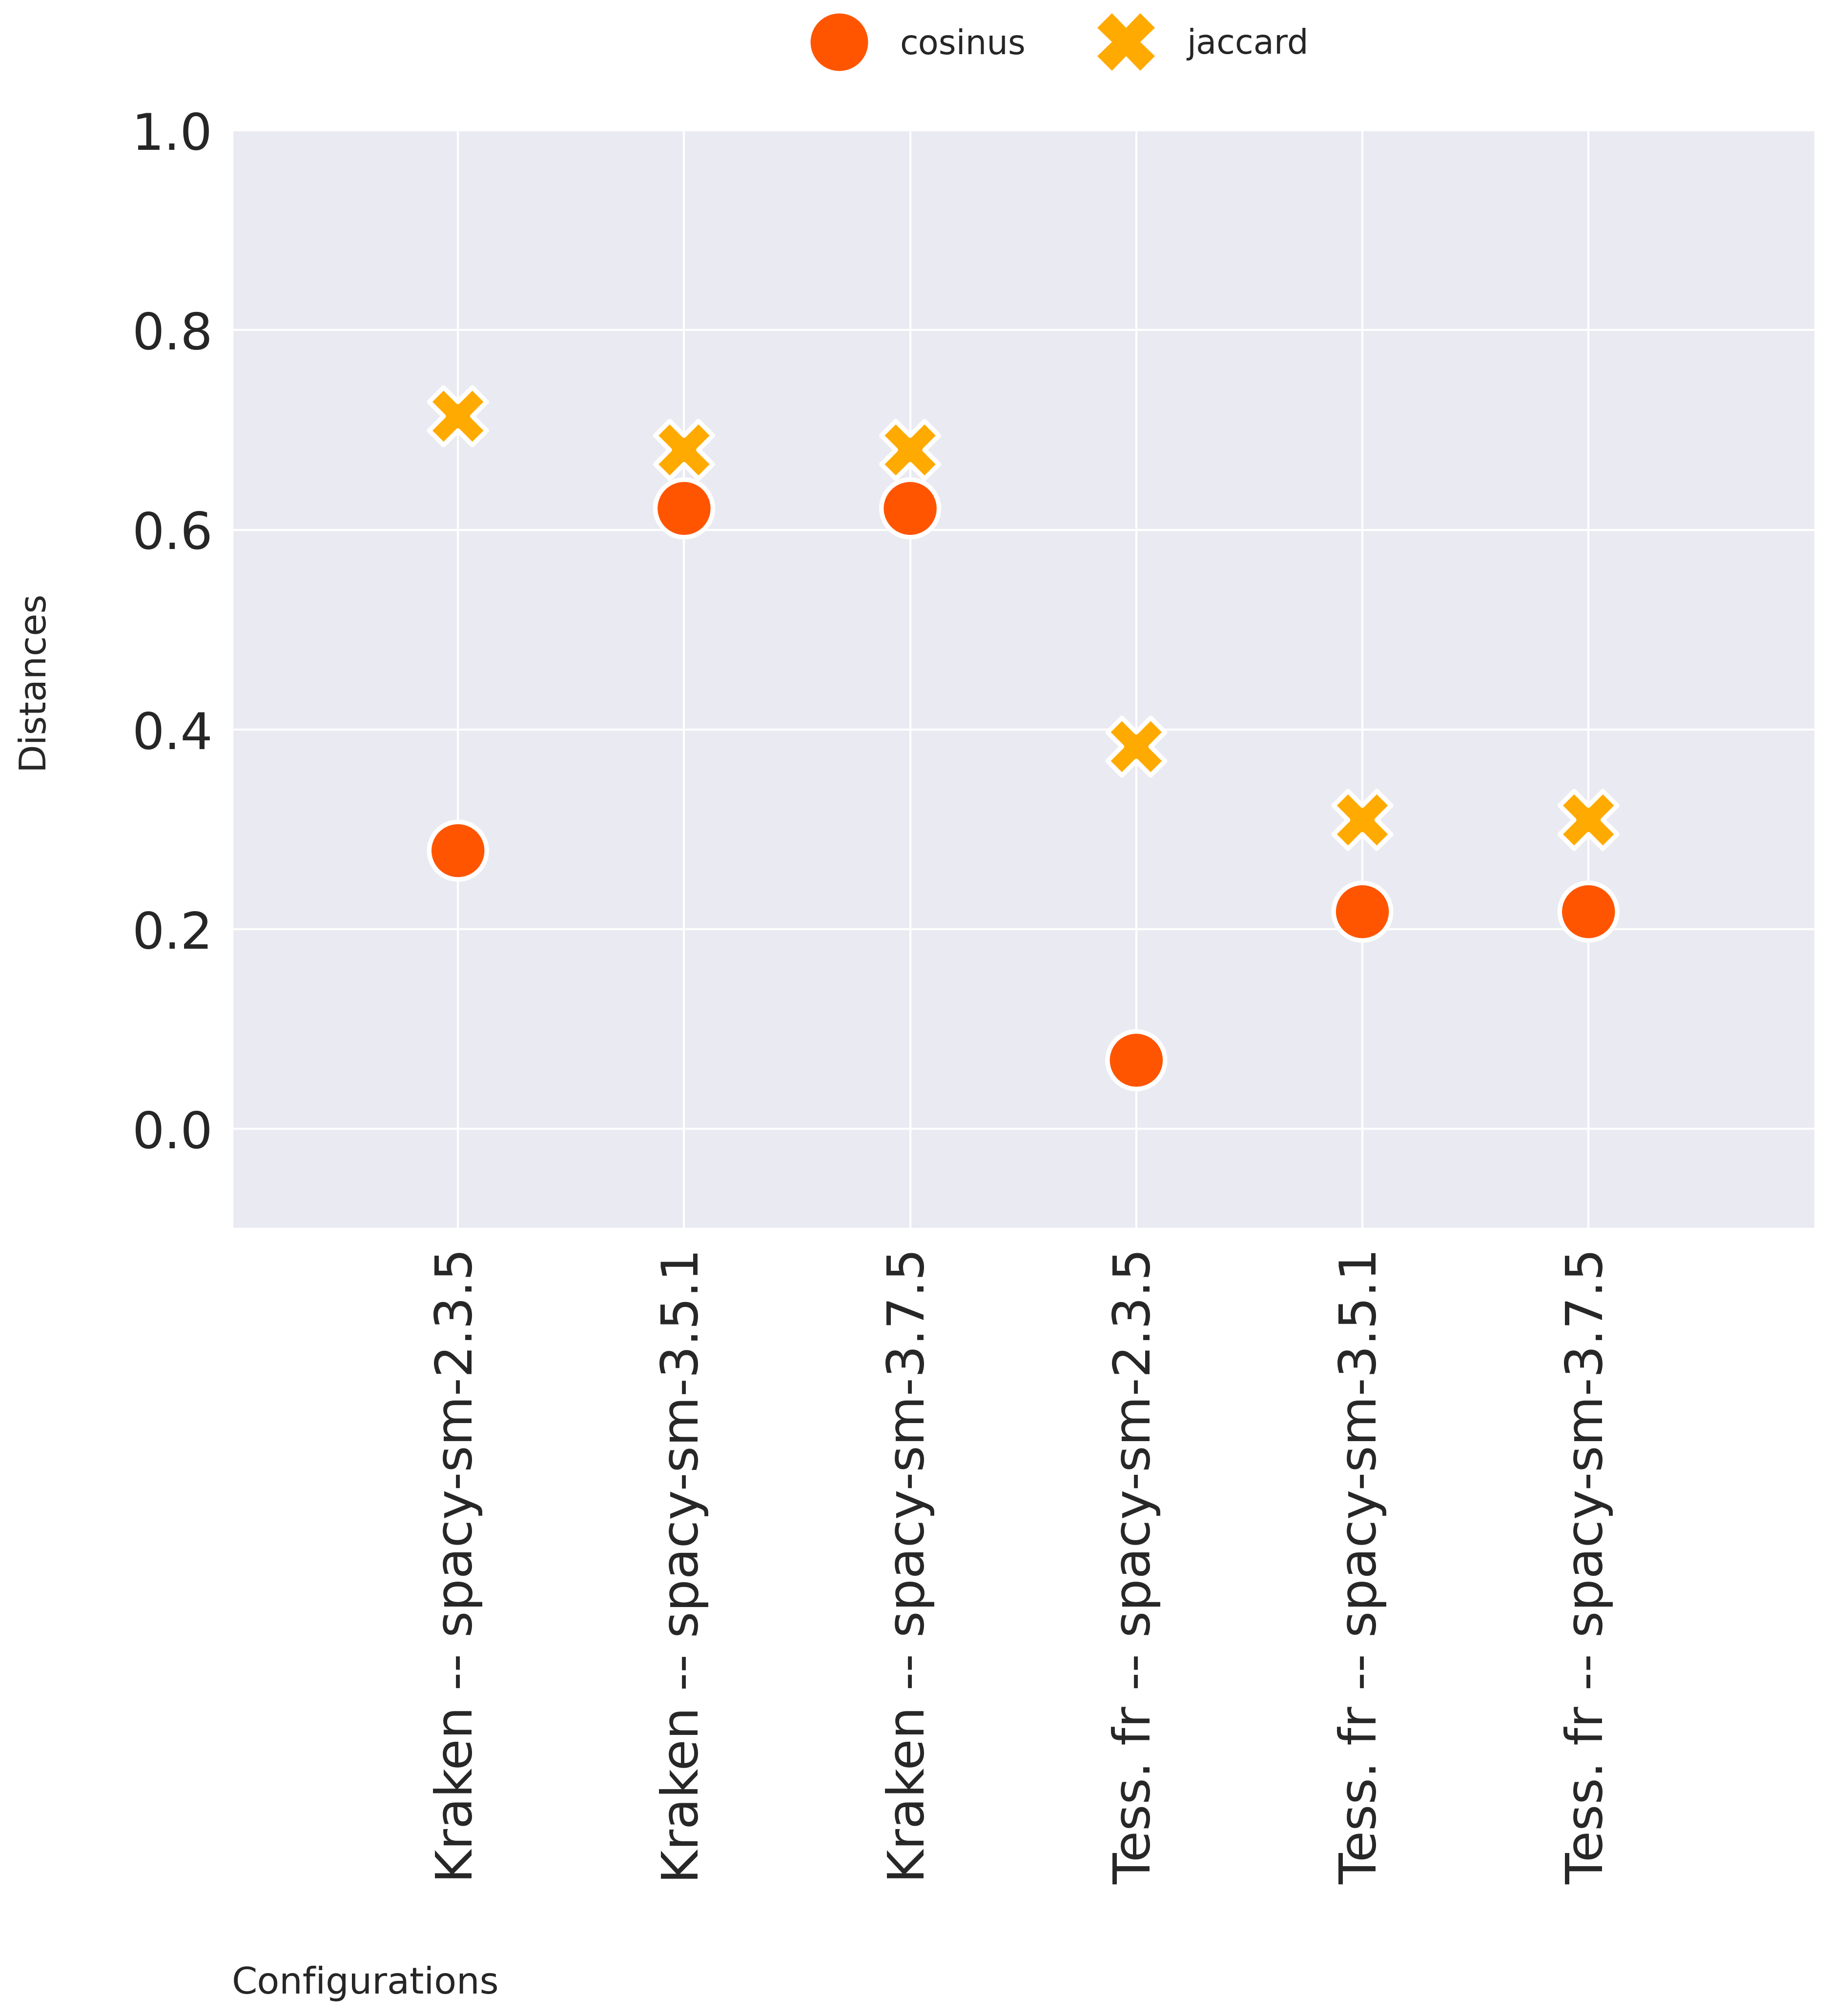 cosinus jaccard
1.0
0.8
0.6
0.4
0.2
0.0
Distances
Kraken -- spacy-sm-2.3.5
Kraken -- spacy-sm-3.5.1
Kraken -- spacy-sm-3.7.5
Tess. fr -- spacy-sm-2.3.5
Tess. fr -- spacy-sm-3.5.1
Tess. fr -- spacy-sm-3.7.5
Configurations